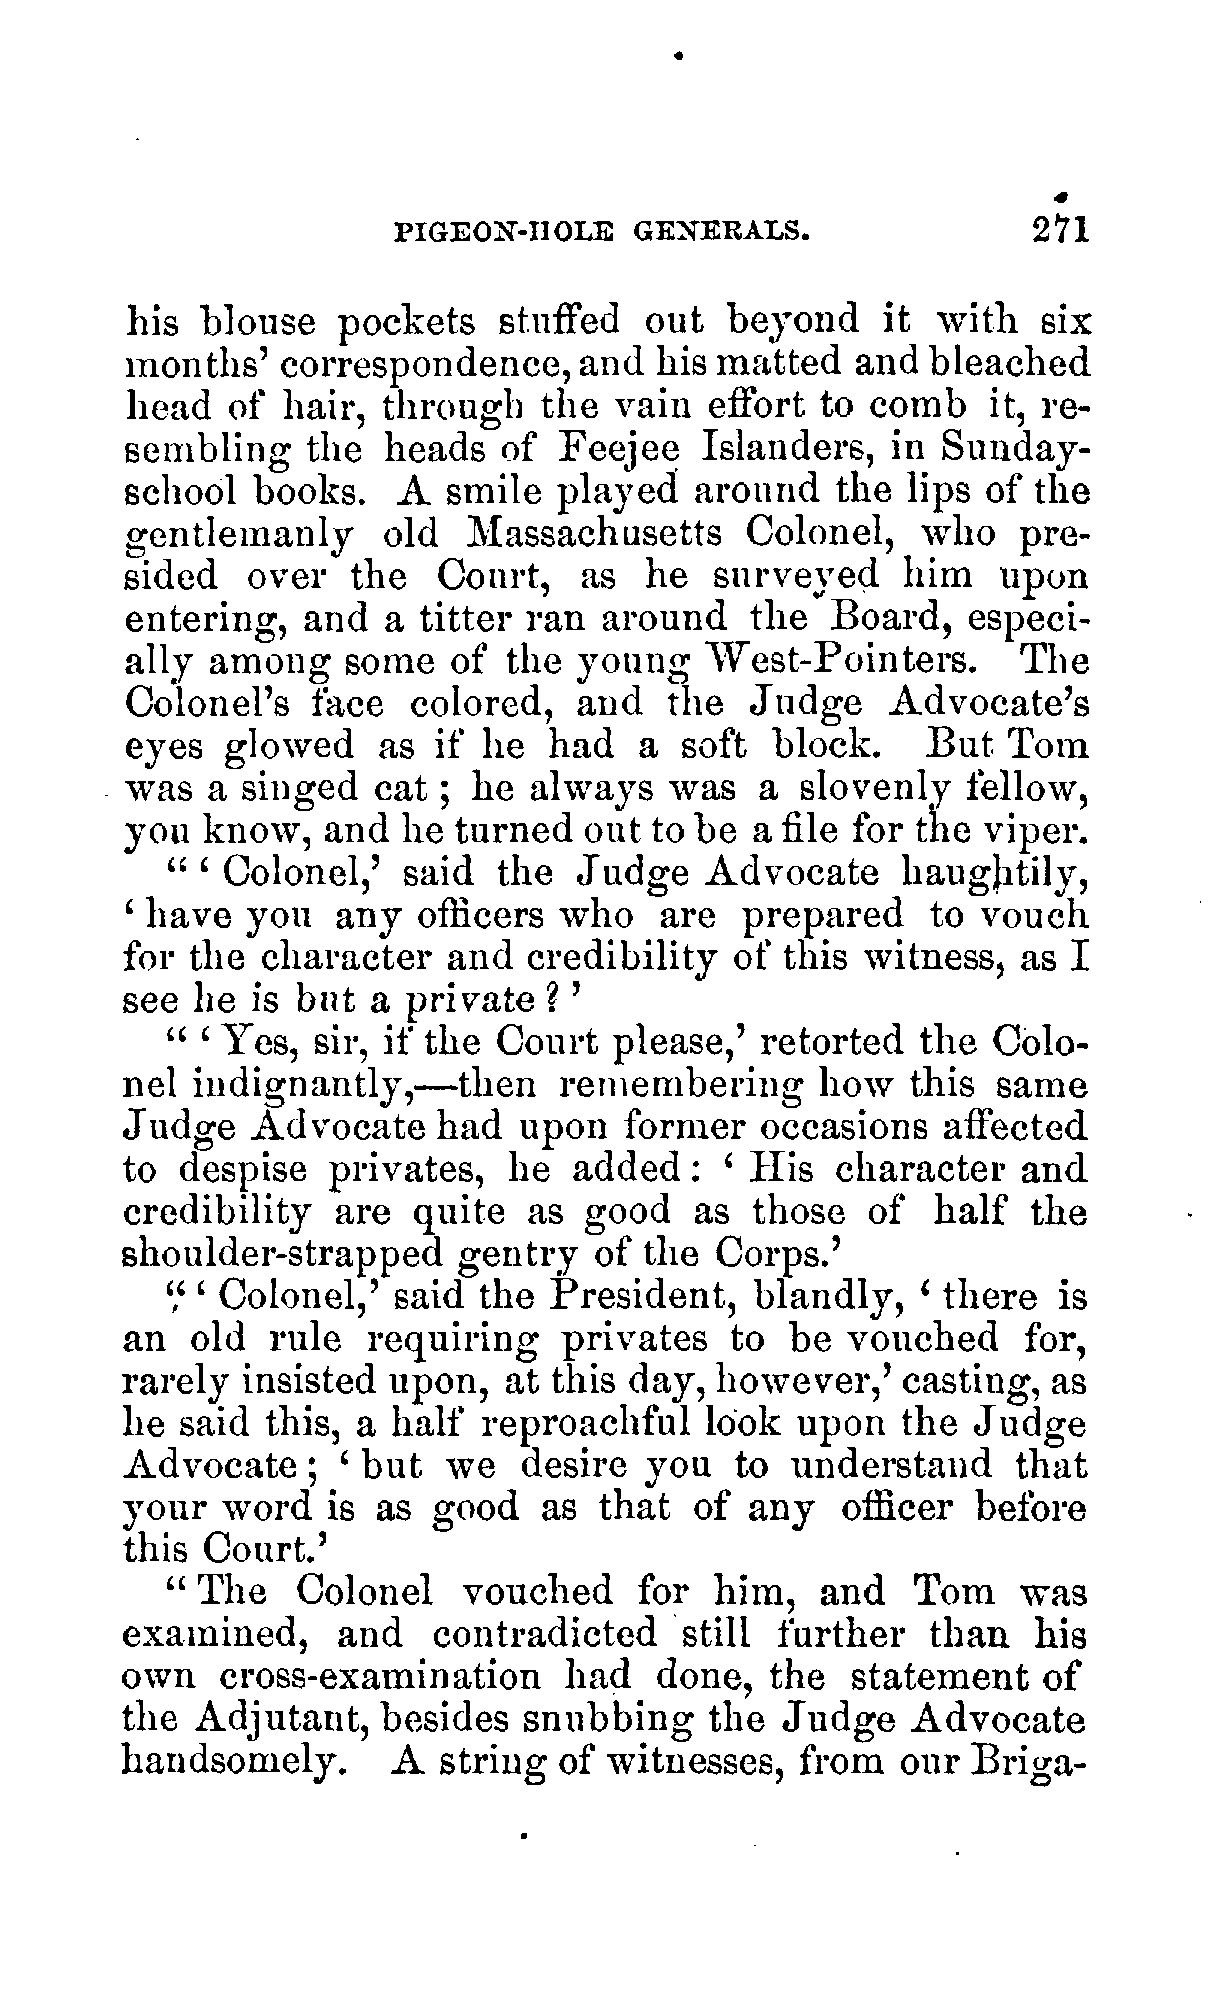 PIGEON-HOLE GENERALS. 271
his blouse pockets stuffed out beyond it with six
months' correspondence, and his matted and bleached
head of hair, through the vain effort to comb it, re-
sembling the heads of Feejee Islanders, in Sunday-
school books. A smile played around the lips of the
gentlemanly old Massachusetts Colonel, who pre-
sided over the Court, as he surveyed him upon
entering, and a titter ran around the Board, especi-
ally among some of the young West-Pointers. The
Colonel's face colored, and the Judge Advocate's
eyes glowed as if he had a soft block. But Tom
was a singed cat; he always was a slovenly fellow,
you know, and he turned out to be a file for the viper.
"'Colonel,' said the Judge Advocate haughtily,
'have you any officers who are prepared to vouch
for the character and credibility of this witness, as I
see he is but a private?'
"'Yes, sir, if the Court please,' retorted the Colo-
nel indignantly,—then remembering how this same
Judge Advocate had upon former occasions affected
to despise privates, he added: 'His character and
credibility are quite as good as those of half the
shoulder-strapped gentry of the Corps.'
"'Colonel,' said the President, blandly, 'there is
an old rule requiring privates to be vouched for,
rarely insisted upon, at this day, however,' casting, as
he said this, a half reproachful look upon the Judge
Advocate; 'but we desire you to understand that
your word is as good as that of any officer before
this Court.'
"The Colonel vouched for him, and Tom was
examined, and contradicted still further than his
own cross-examination had done, the statement of
the Adjutant, besides snubbing the Judge Advocate
handsomely. A string of witnesses, from our Briga-